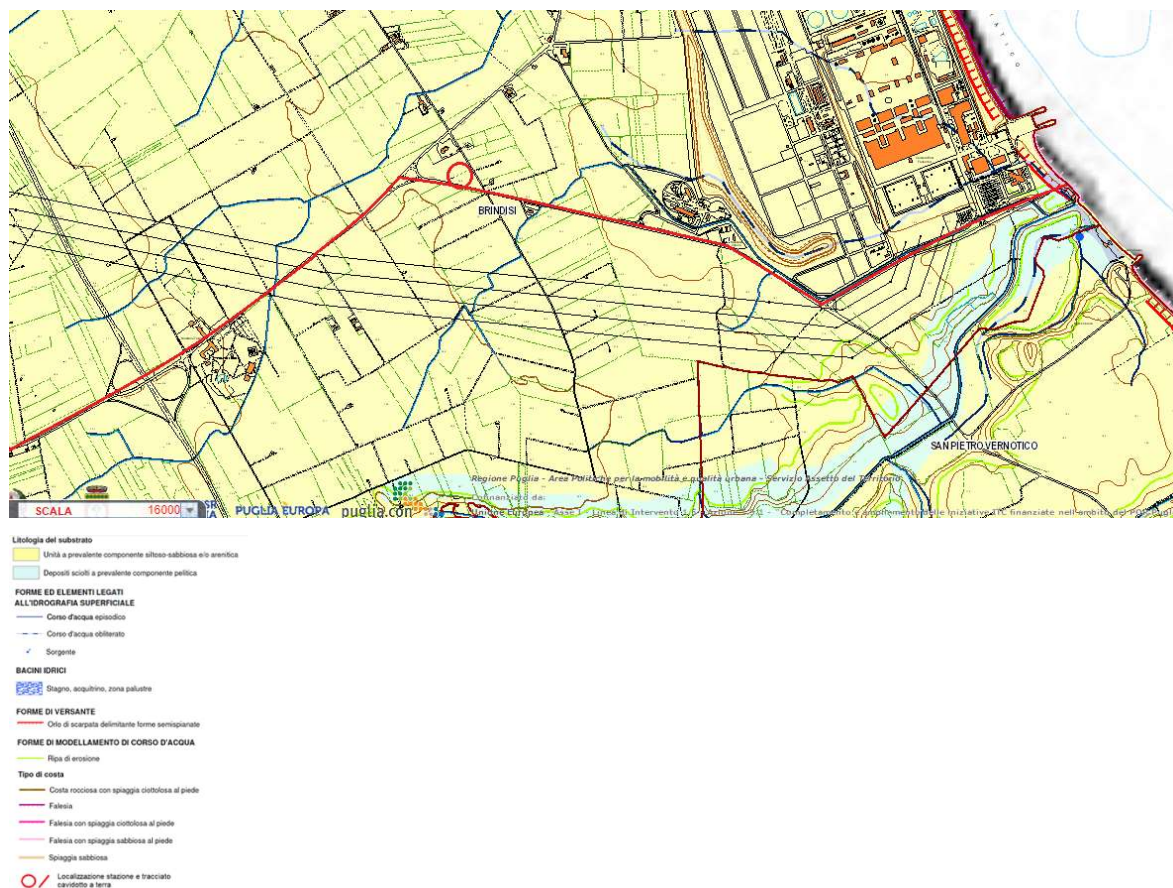 BRINDISI
SAN PIETRO VERNOTICO
Regione Puglia - Area Politiche per la mobilità e qualità urbana - Servizio Assetto del Territorio
SCALA 16000
PUGLIA EUROPA puglia.con
Litologia del substrato
Unità a prevalente componente siltoso-sabbiosa e/o arenitica
Depositi sciolti a prevalente componente pelitica
FORME ED ELEMENTI LEGATI
ALL'IDROGRAFIA SUPERFICIALE
Corso d'acqua episodico
Corso d'acqua obliterato
Sorgente
BACINI IDRICI
Stagno, acquitrino, zona palustre
FORME DI VERSANTE
Orlo di scarpata delimitante forme semispianate
FORME DI MODELLAMENTO DI CORSO D'ACQUA
Ripa di erosione
Tipo di costa
Costa rocciosa con spiaggia ciottolosa al piede
Falesia
Falesia con spiaggia ciottolosa al piede
Falesia con spiaggia sabbiosa al piede
Spiaggia sabbiosa
Localizzazione stazione e tracciato
cavidotto a terra